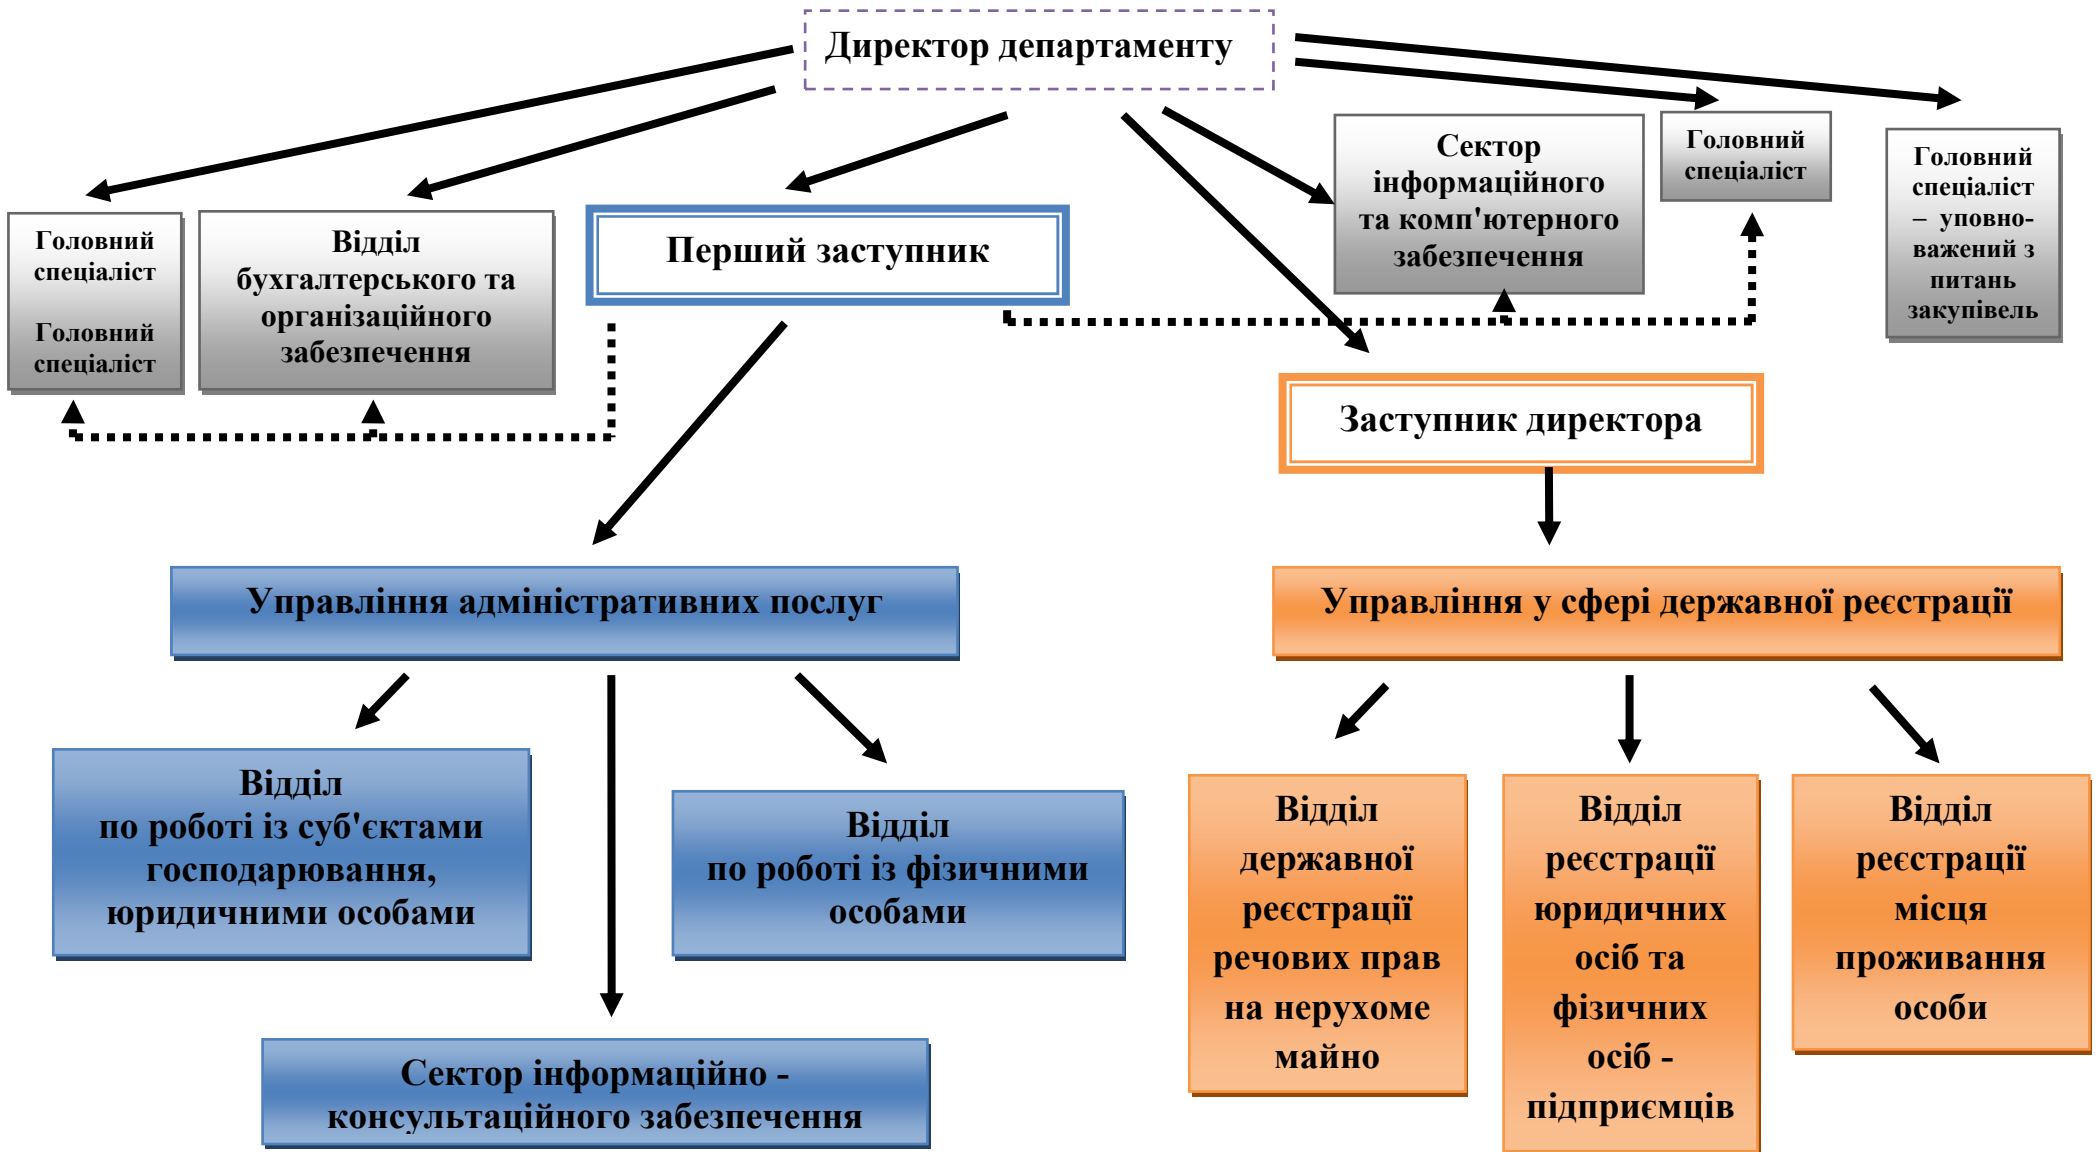 Директор департаменту
Головний
спеціаліст
Головний
спеціаліст
Відділ
бухгалтерського та
організаційного
забезпечення
Перший заступник
Сектор
інформаційного
та комп'ютерного
забезпечення
Головний
спеціаліст
Головний
спеціаліст
– уповно-
важений з
питань
закупівель
Заступник директора
Управління адміністративних послуг
Управління у сфері державної реєстрації
Відділ
по роботі із суб'єктами
господарювання,
юридичними особами
Відділ
по роботі із фізичними
особами
Сектор інформаційно -
консультаційного забезпечення
Відділ
державної
реєстрації
речових прав
на нерухоме
майно
Відділ
реєстрації
юридичних
осіб та
фізичних
осіб -
підприємців
Відділ
реєстрації
місця
проживання
особи